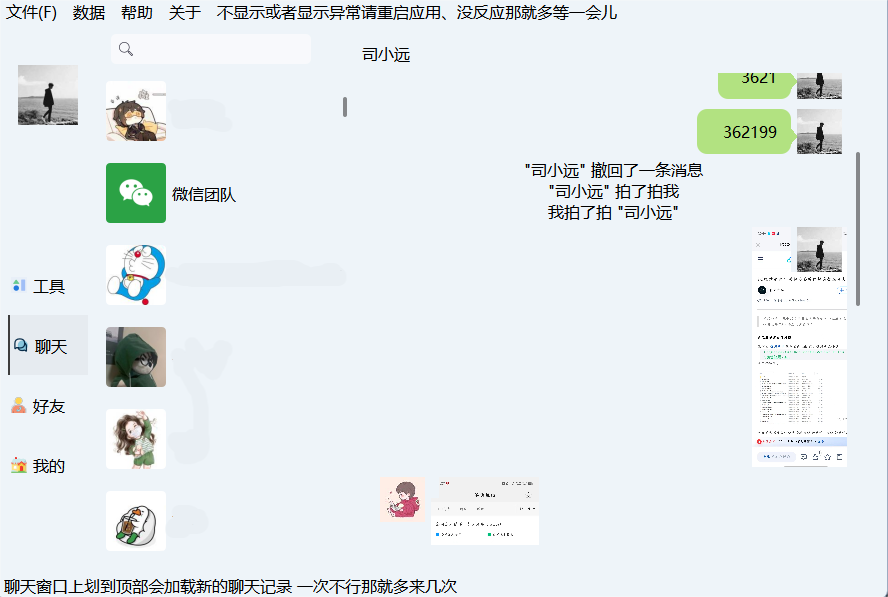 文件(F) 数据 帮助 关于 不显示或者显示异常请重启应用、没反应那就多等一会儿
司小远
3621
362199
"司小远" 撤回了一条消息
"司小远" 拍了拍我
我拍了拍 "司小远"
微信团队
工具
聊天
好友
我的
聊天窗口上划到顶部会加载新的聊天记录 一次不行那就多来几次